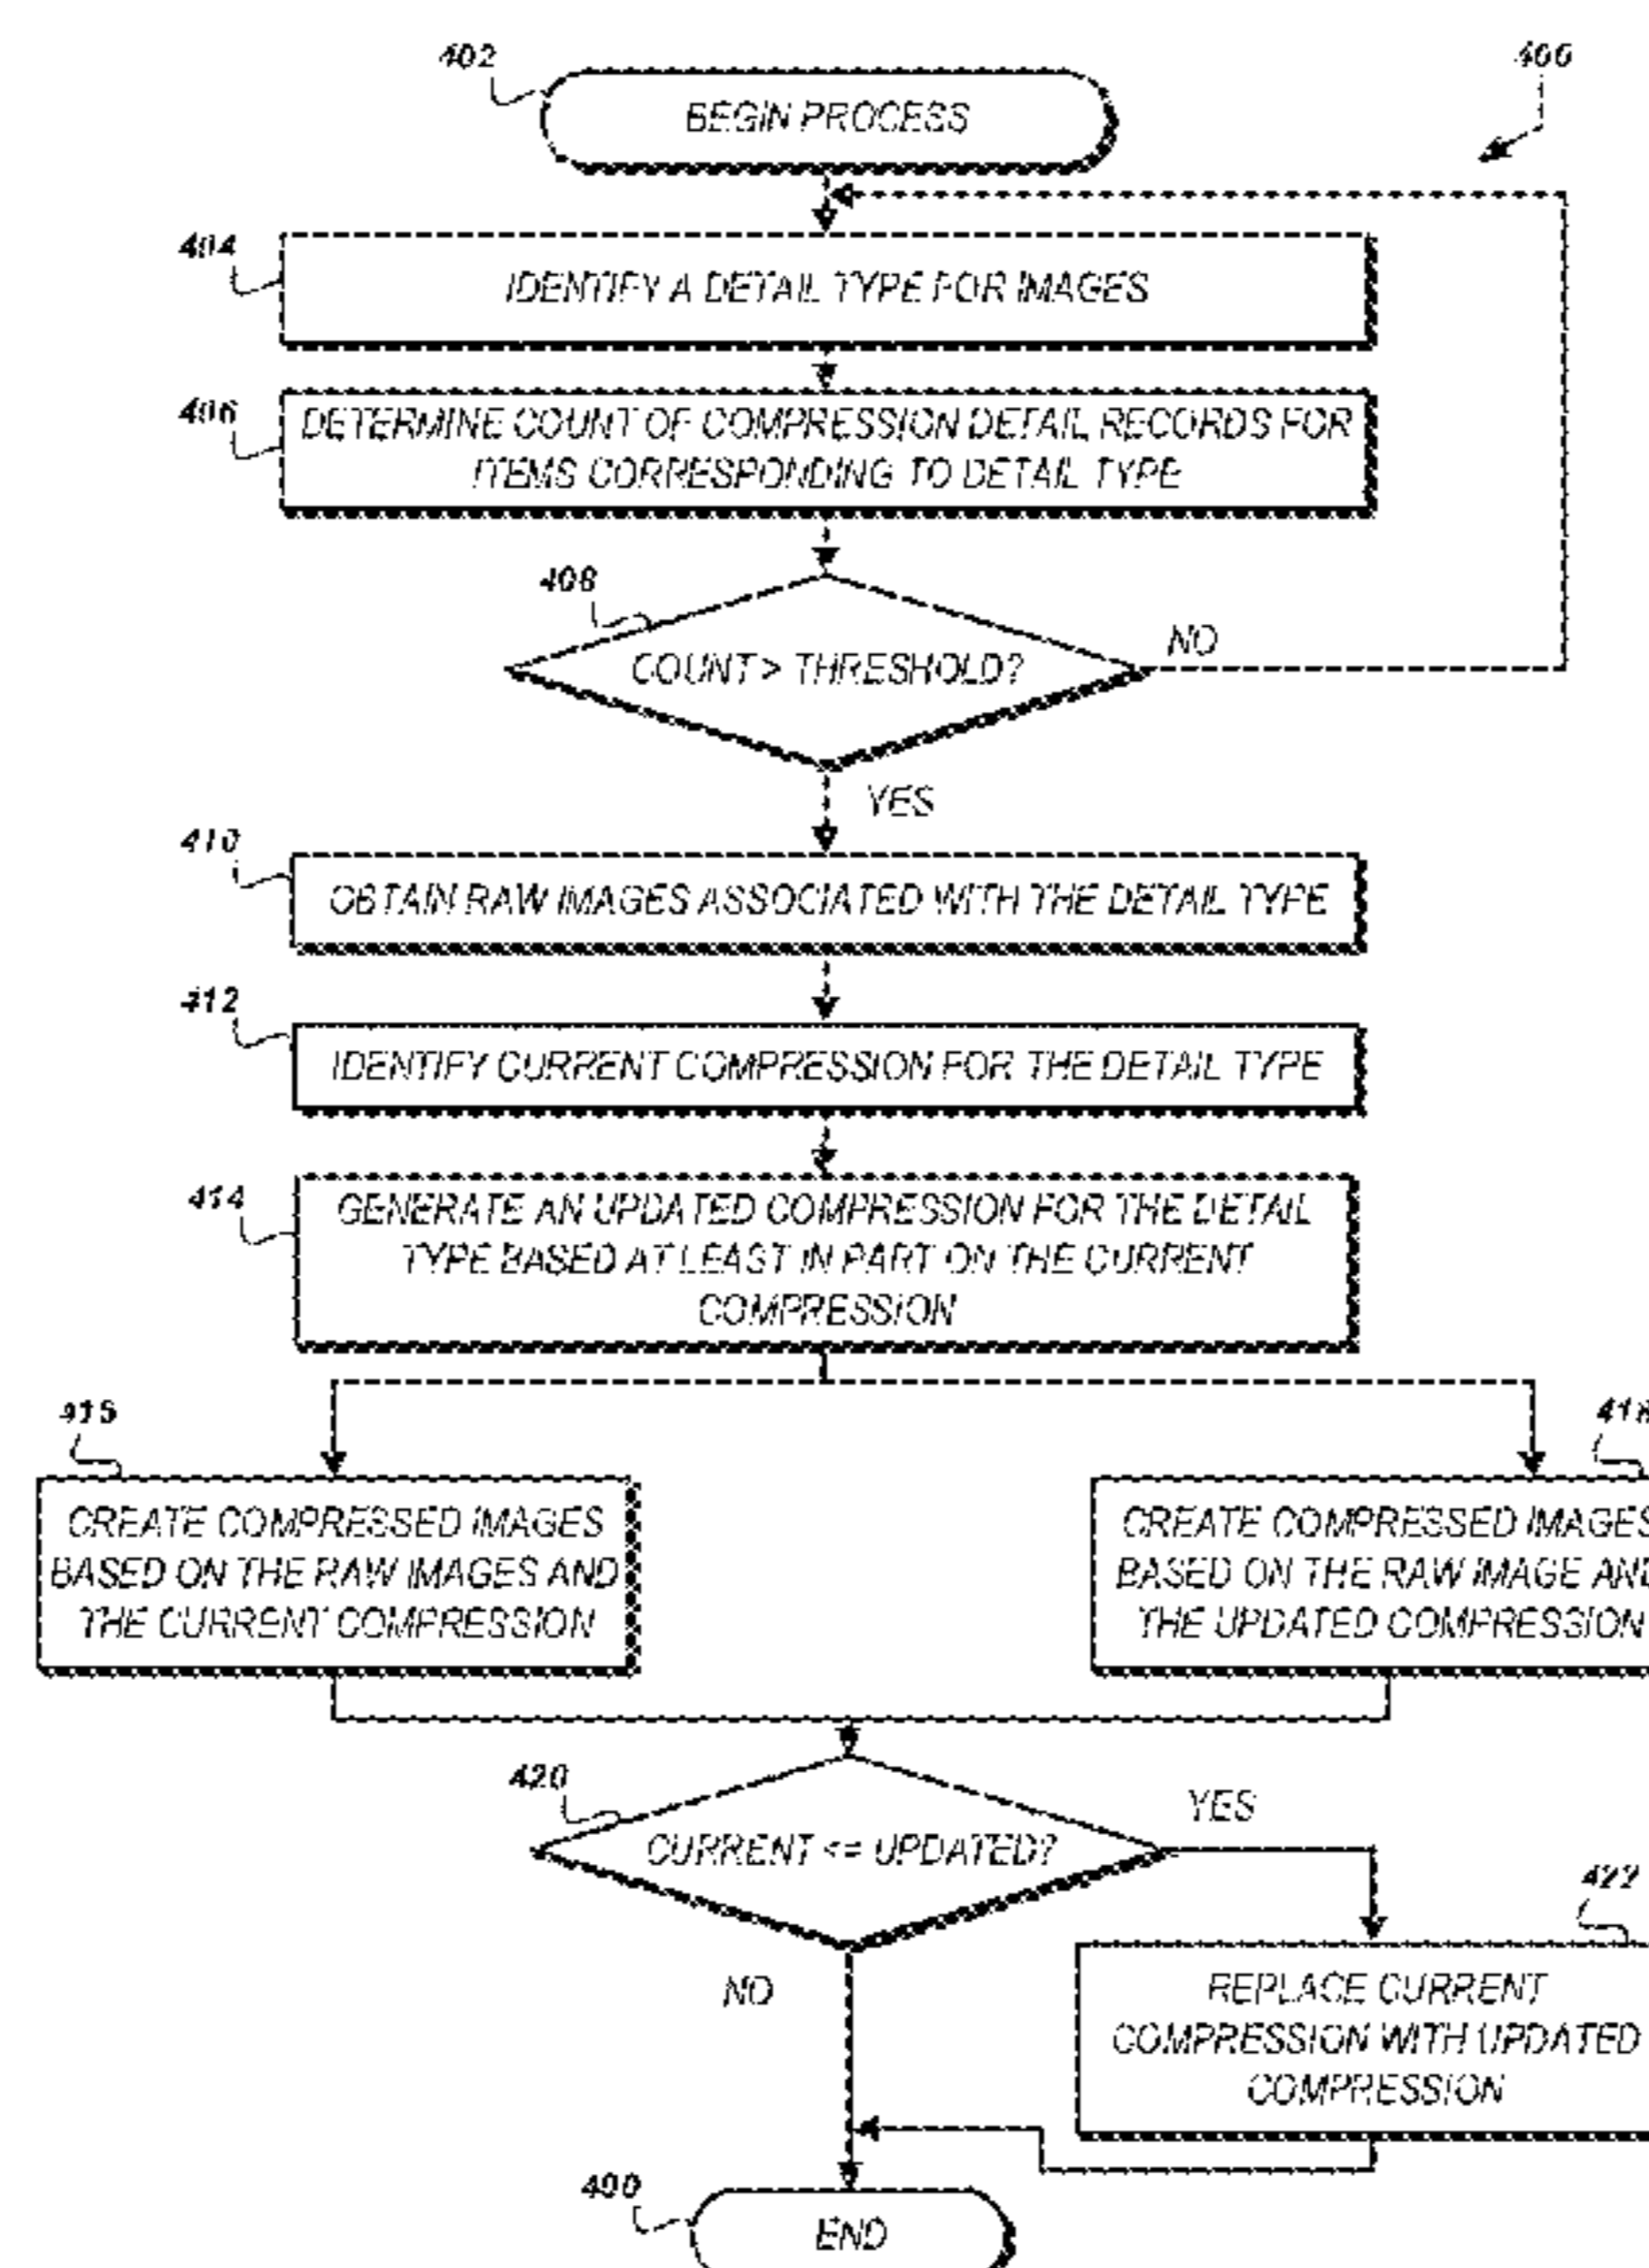 402
400
BEGIN PROCESS
404
IDENTIFY A DETAIL TYPE FOR IMAGES
406
DETERMINE COUNT OF COMPRESSION DETAIL RECORDS FOR
ITEMS CORRESPONDING TO DETAIL TYPE
408
COUNT > THRESHOLD?
NO
YES
410
OBTAIN RAW IMAGES ASSOCIATED WITH THE DETAIL TYPE
412
IDENTIFY CURRENT COMPRESSION FOR THE DETAIL TYPE
414
GENERATE AN UPDATED COMPRESSION FOR THE DETAIL
TYPE BASED AT LEAST IN PART ON THE CURRENT
COMPRESSION
CREATE COMPRESSED IMAGES
BASED ON THE RAW IMAGES AND
THE CURRENT COMPRESSION
CREATE COMPRESSED IMAGES
BASED ON THE RAW IMAGE AND
THE UPDATED COMPRESSION
420
CURRENT <= UPDATED?
YES
NO
422
REPLACE CURRENT
COMPRESSION WITH UPDATED
COMPRESSION
490
END